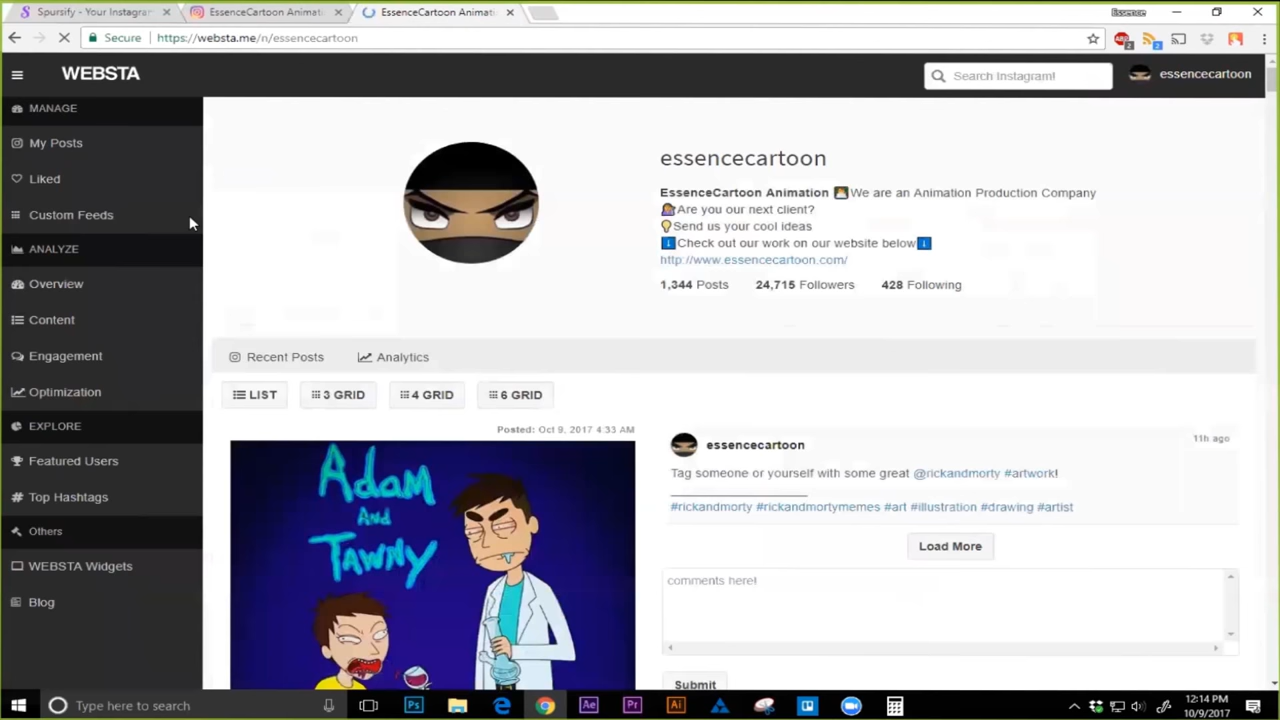 Spursify - Your Instagram
EssenceCartoon Animati
EssenceCartoon Animati
Essence
Secure
https://websta.me/n/essencecartoon
WEBSTA
Search Instagram!
essencecartoon
MANAGE
My Posts
Liked
Custom Feeds
ANALYZE
Overview
Content
Engagement
Optimization
EXPLORE
Featured Users
Top Hashtags
Others
WEBSTA Widgets
Blog
essencecartoon
EssenceCartoon Animation We are an Animation Production Company
Are you our next client?
Send us your cool ideas
Check out our work on our website below
http://www.essencecartoon.com/
1,344 Posts 24,715 Followers 428 Following
Recent Posts Analytics
LIST 3 GRID 4 GRID 6 GRID
Posted: Oct 9, 2017 4:33 AM
Adam
And
Tawny
essencecartoon
11h ago
Tag someone or yourself with some great @rickandmorty #artwork!
#rickandmorty #rickandmortymemes #art #illustration #drawing #artist
Load More
comments here!
Submit
Type here to search
Ps
Ae
Pr
Ai
12:14 PM
10/9/2017